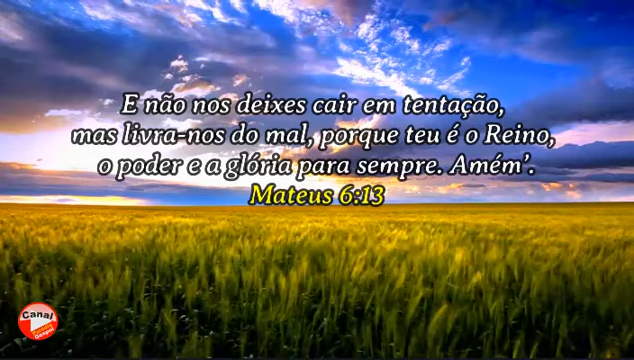 E não nos deixes cair em tentação,
mas livra-nos do mal, porque teu é o Reino,
o poder e a glória para sempre. Amém’.
Mateus 6:13
Canal
Gospel